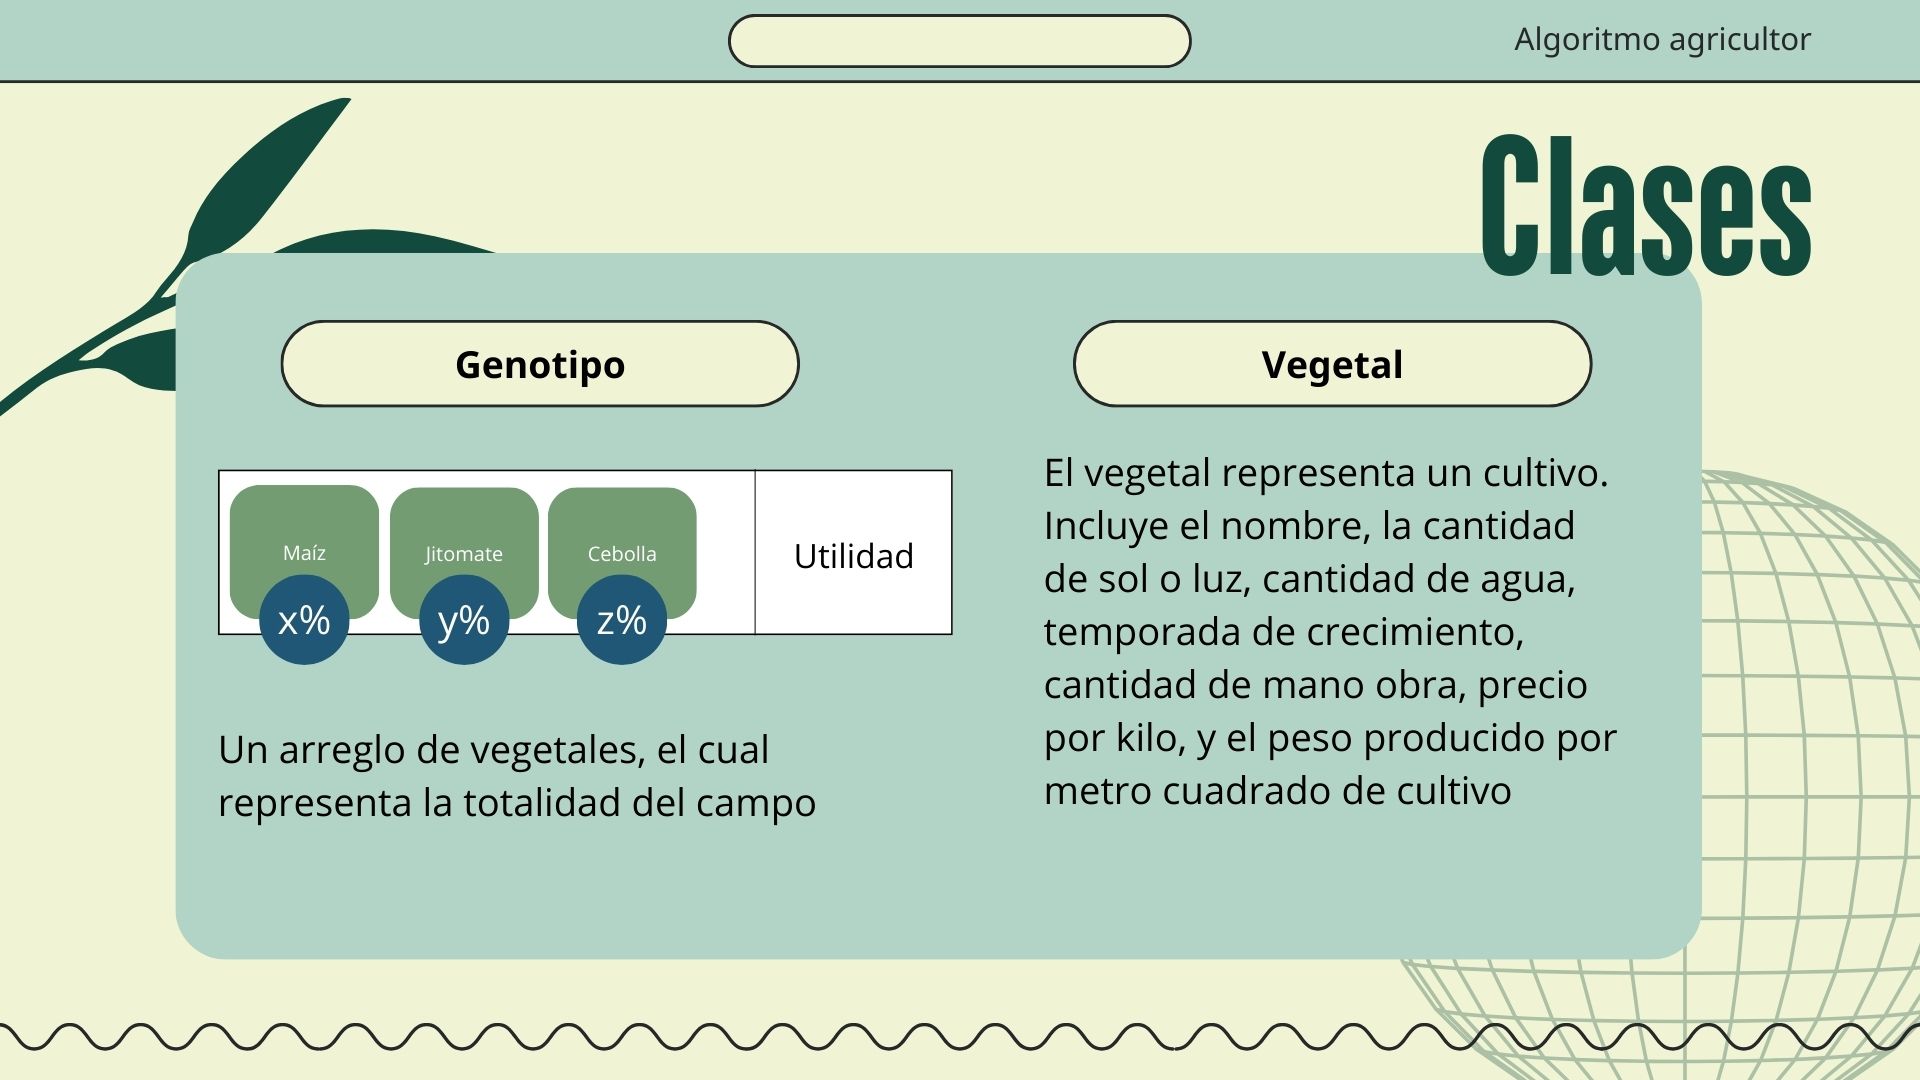 Algoritmo agricultor
Clases
Genotipo
Maíz
Jitomate
Cebolla
x%
y%
z%
Utilidad
Un arreglo de vegetales, el cual
representa la totalidad del campo
Vegetal
El vegetal representa un cultivo.
Incluye el nombre, la cantidad
de sol o luz, cantidad de agua,
temporada de crecimiento,
cantidad de mano obra, precio
por kilo, y el peso producido por
metro cuadrado de cultivo